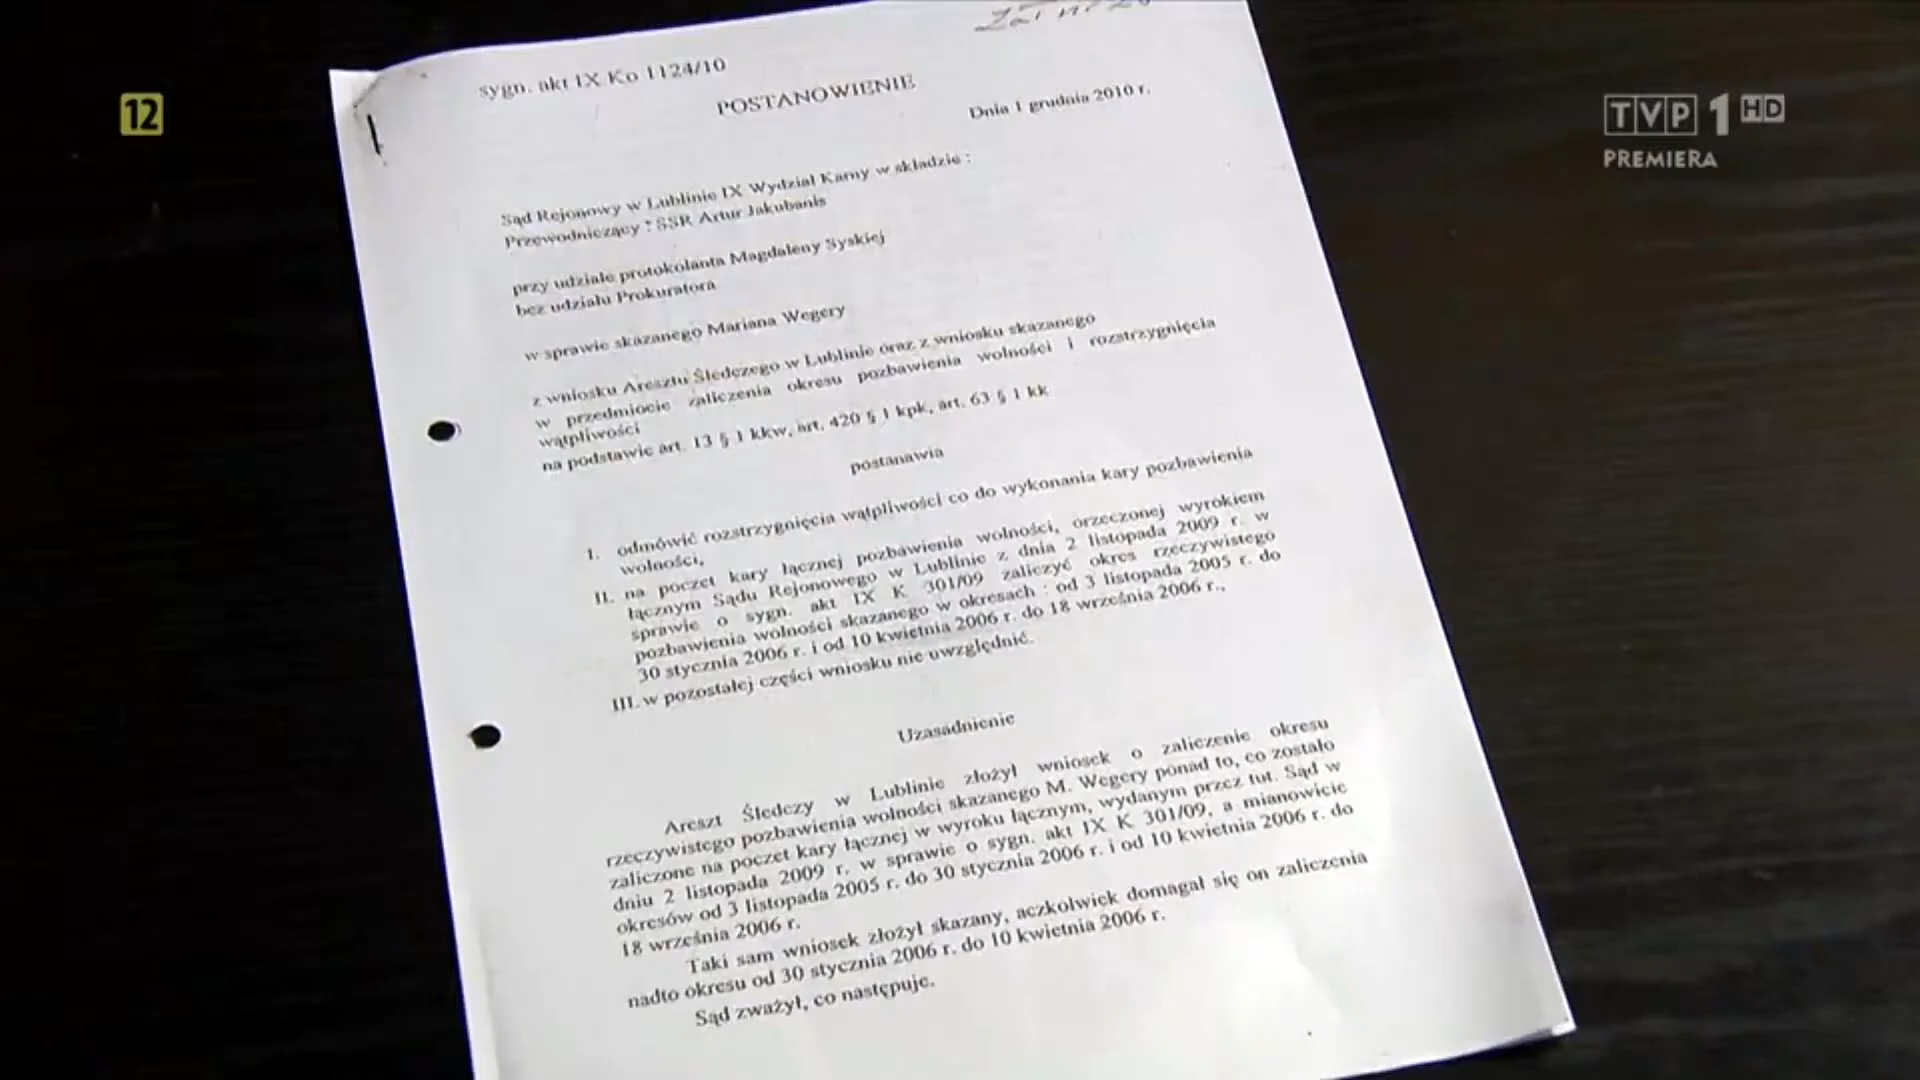 12
TVP 1 HD
PREMIERA
sygn. akt IX Ko 1124/10
POSTANOWIENIE
Dnia 1 grudnia 2010 r.
Sąd Rejonowy w Lublinie IX Wydział Karny w składzie :
Przewodniczący : SSR Artur Jakubanis
przy udziale protokolanta Magdaleny Syskiej
bez udziału Prokuratora
w sprawie skazanego Mariana Wegery
z wniosku Aresztu Śledczego w Lublinie oraz z wniosku skazanego
w przedmiocie zaliczenia okresu pozbawienia wolności i rozstrzygnięcia
wątpliwości
na podstawie art. 13 § 1 kkw, art. 420 § 1 kpk, art. 63 § 1 kk
postanawia
I. odmówić rozstrzygnięcia wątpliwości co do wykonania kary pozbawienia
wolności,
II. na poczet kary łącznej pozbawienia wolności, orzeczonej wyrokiem
łącznym Sądu Rejonowego w Lublinie z dnia 2 listopada 2009 r. w
sprawie o sygn. akt IX K 301/09 zaliczyć okres rzeczywistego
pozbawienia wolności skazanego w okresach : od 3 listopada 2005 r. do
30 stycznia 2006 r. i od 10 kwietnia 2006 r. do 18 września 2006 r.,
III. w pozostałej części wniosku nie uwzględnić.
Uzasadnienie
Areszt Śledczy w Lublinie złożył wniosek o zaliczenie okresu
rzeczywistego pozbawienia wolności skazanego M. Wegery ponad to, co zostało
zaliczone na poczet kary łącznej w wyroku łącznym, wydanym przez tut. Sąd w
dniu 2 listopada 2009 r. w sprawie o sygn. akt IX K 301/09, a mianowicie
okresów od 3 listopada 2005 r. do 30 stycznia 2006 r. i od 10 kwietnia 2006 r. do
18 września 2006 r.
Taki sam wniosek złożył skazany, aczkolwiek domagał się on zaliczenia
nadto okresu od 30 stycznia 2006 r. do 10 kwietnia 2006 r.
Sąd zważył, co następuje.